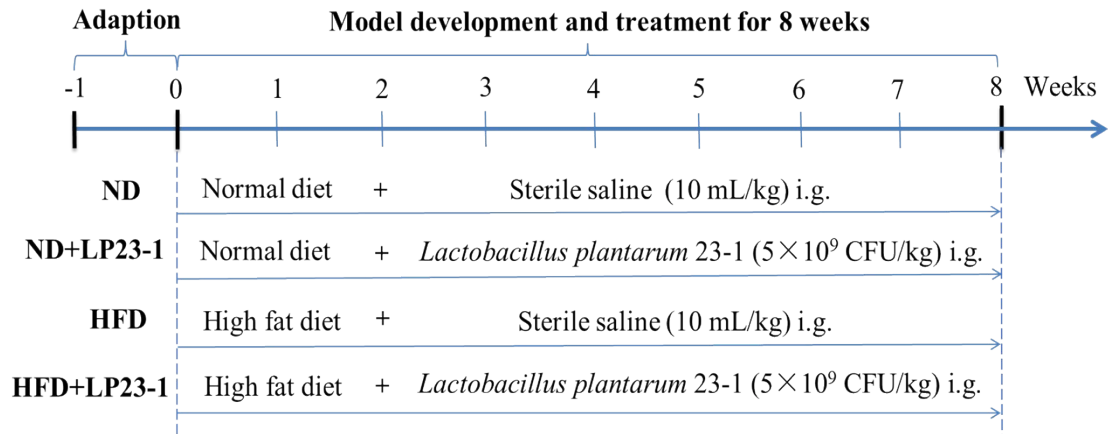 Adaption Model development and treatment for 8 weeks
-1 0 1 2 3 4 5 6 7 8 Weeks
ND Normal diet + Sterile saline (10 mL/kg) i.g.
ND+LP23-1 Normal diet + Lactobacillus plantarum 23-1 (5×10⁹ CFU/kg) i.g.
HFD High fat diet + Sterile saline (10 mL/kg) i.g.
HFD+LP23-1 High fat diet + Lactobacillus plantarum 23-1 (5×10⁹ CFU/kg) i.g.